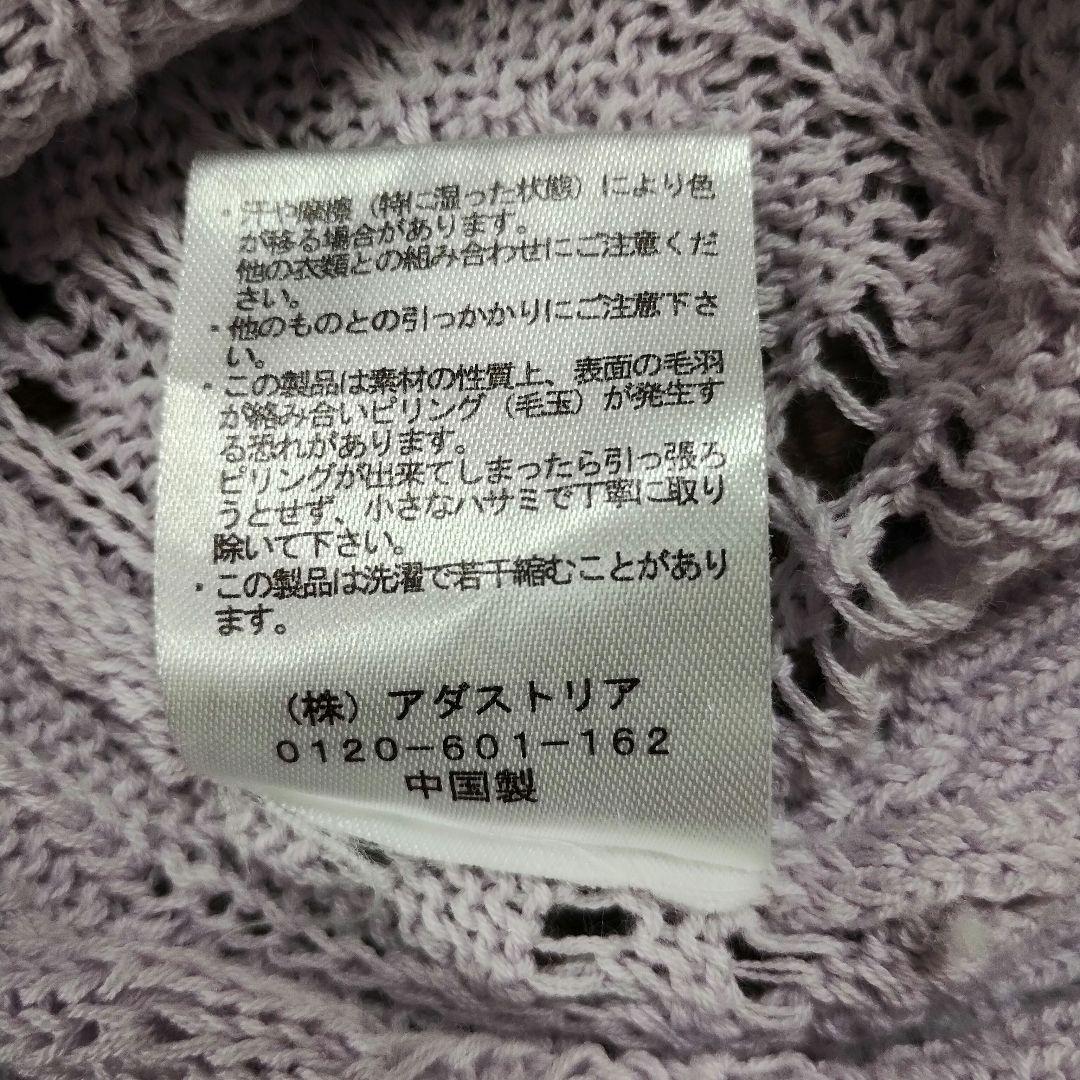 ・汗や摩擦（特に湿った状態）により色
が移る場合があります。
他の衣類との組み合わせにご注意くだ
さい。
・他のものとの引っかかりにご注意下さ
い。
・この製品は素材の性質上、表面の毛羽
が絡み合いピリング（毛玉）が発生す
る恐れがあります。
ピリングが出来てしまったら引っ張ろ
うとせず、小さなハサミで丁寧に取り
除いて下さい。
・この製品は洗濯で若干縮むことがあり
ます。
（株）アダストリア
0120-601-162
中国製